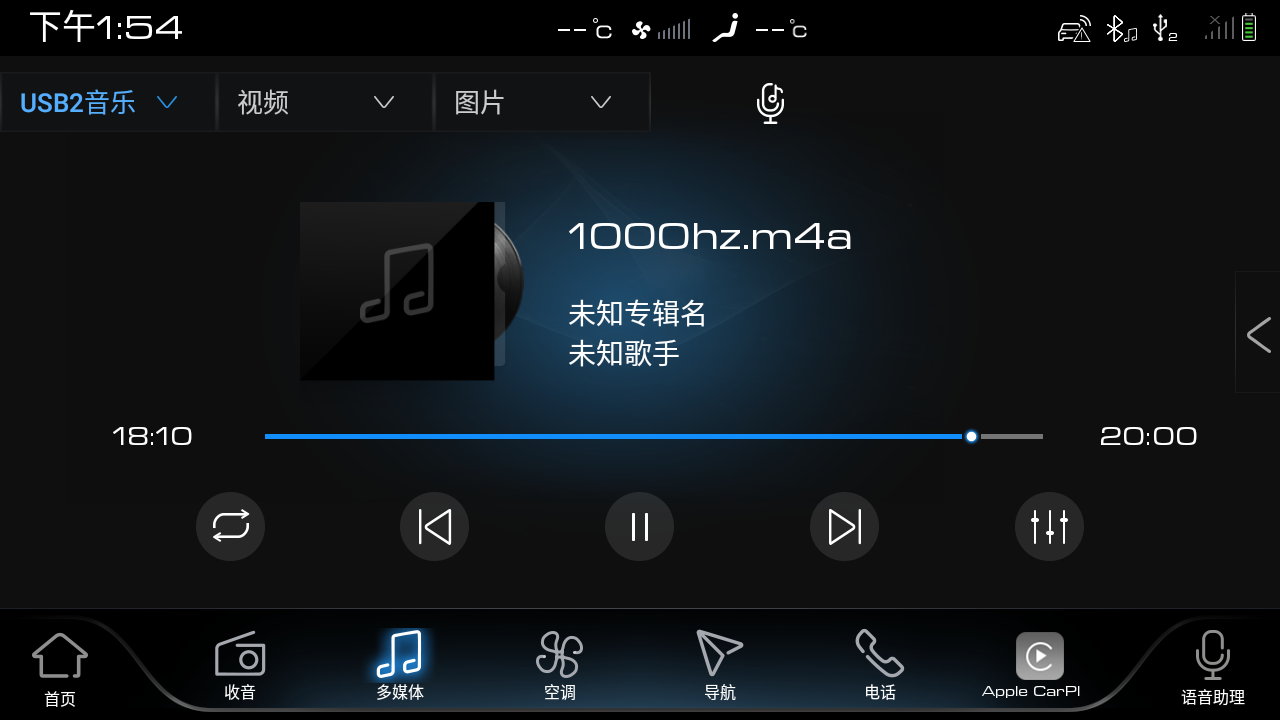 下午1:54
--℃
--℃
2
USB2音乐
视频
图片
1000hz.m4a
未知专辑名
未知歌手
18:10
20:00
首页
收音
多媒体
空调
导航
电话
Apple CarPl
语音助理